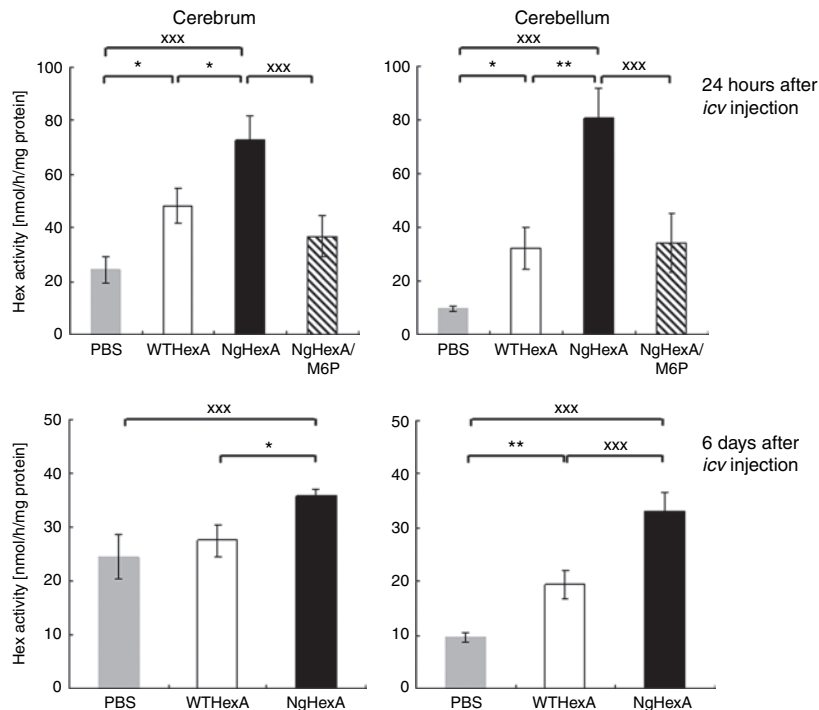 Cerebrum
Cerebellum
xxx
* * xxx
xxx
* ** xxx
24 hours after
icv injection
Hex activity [nmol/h/mg protein]
100
80
60
40
20
0
PBS WTHexA NgHexA NgHexA/
M6P
100
80
60
40
20
0
PBS WTHexA NgHexA NgHexA/
M6P
xxx
*
xxx
** xxx
6 days after
icv injection
Hex activity [nmol/h/mg protein]
50
40
30
20
10
0
PBS WTHexA NgHexA
50
40
30
20
10
0
PBS WTHexA NgHexA